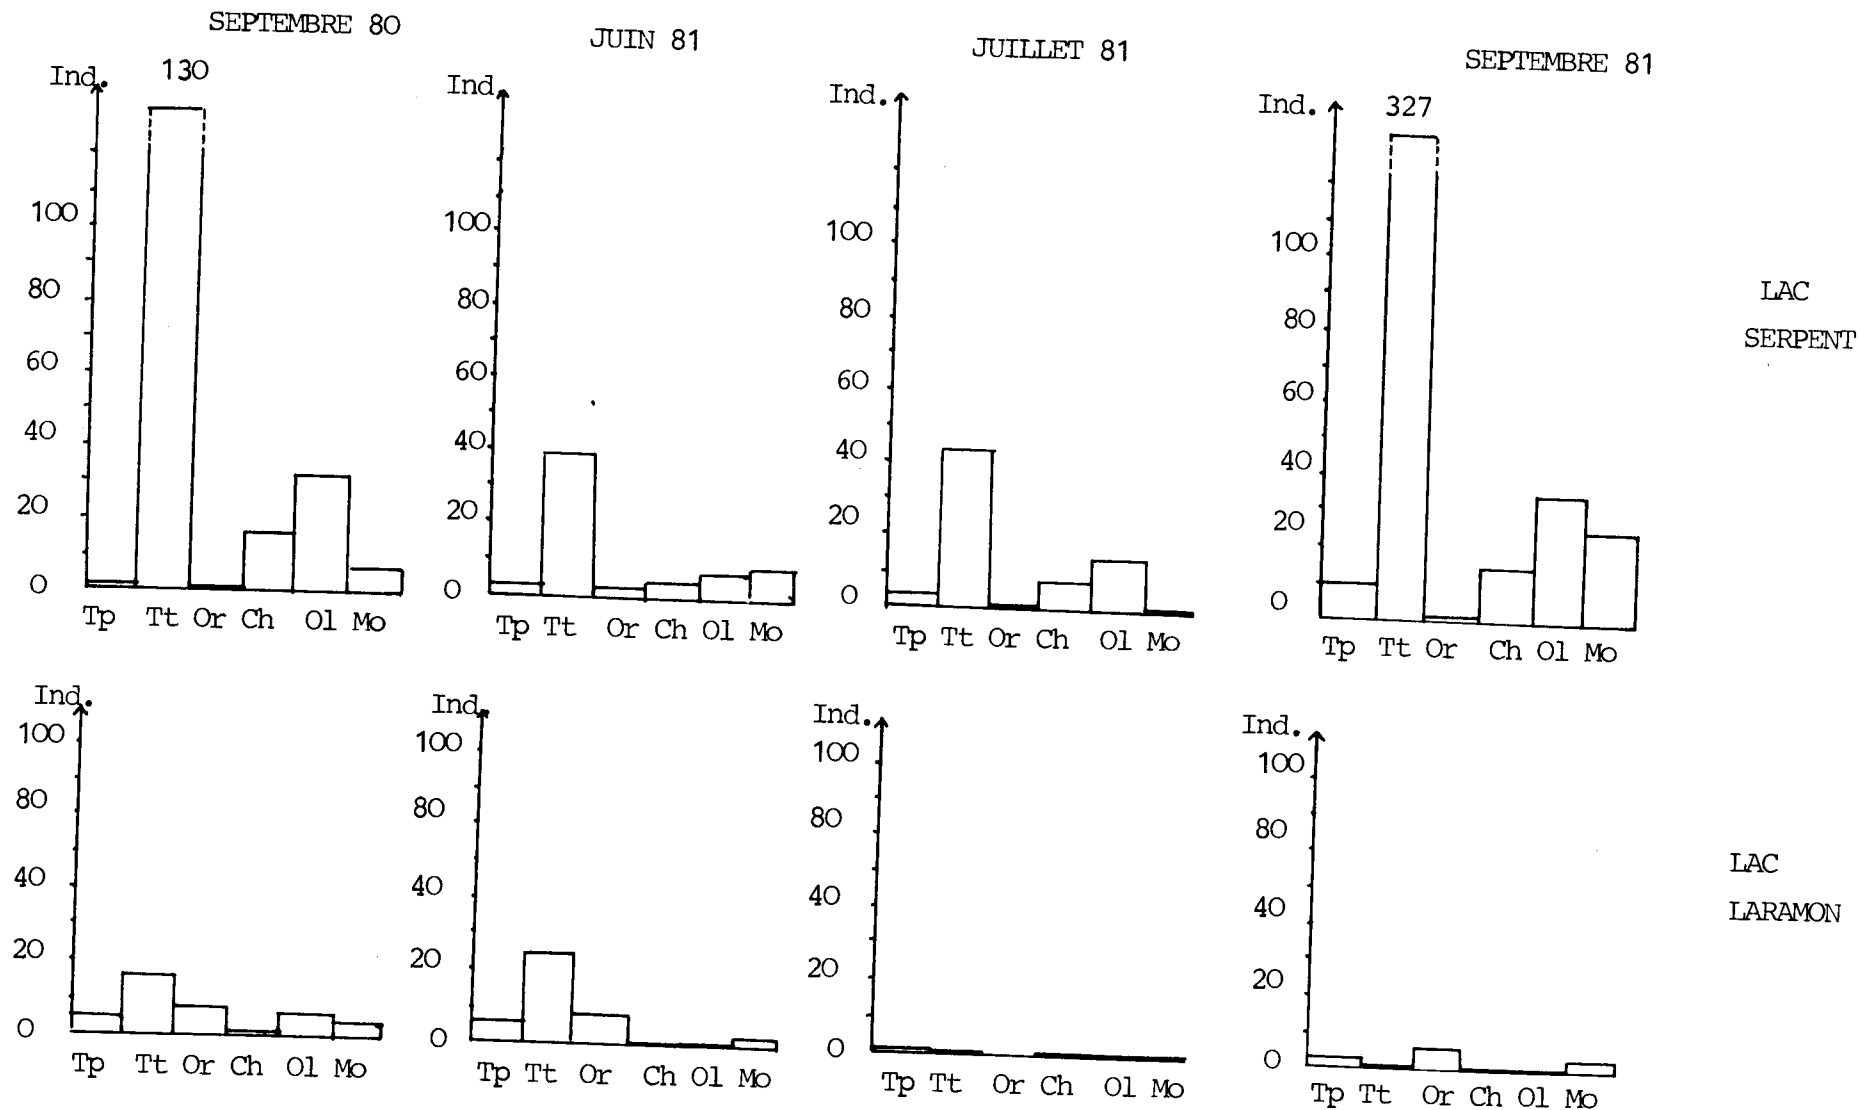 SEPTEMBRE 80
JUIN 81
JUILLET 81
SEPTEMBRE 81
Ind.
130
100
80
60
40
20
0
Tp Tt Or Ch Ol Mo
Ind.
100
80
60
40
20
0
Tp Tt Or Ch Ol Mo
Ind.
100
80
60
40
20
0
Tp Tt Or Ch Ol Mo
Ind.
327
100
80
60
40
20
0
Tp Tt Or Ch Ol Mo
LAC
SERPENT
Ind.
100
80
40
20
0
Tp Tt Or Ch Ol Mo
Ind.
100
80
40
20
0
Tp Tt Or Ch Ol Mo
Ind.
100
80
40
20
0
Tp Tt Or Ch Ol Mo
Ind.
100
80
40
20
0
Tp Tt Or Ch Ol Mo
LAC
LARAMON